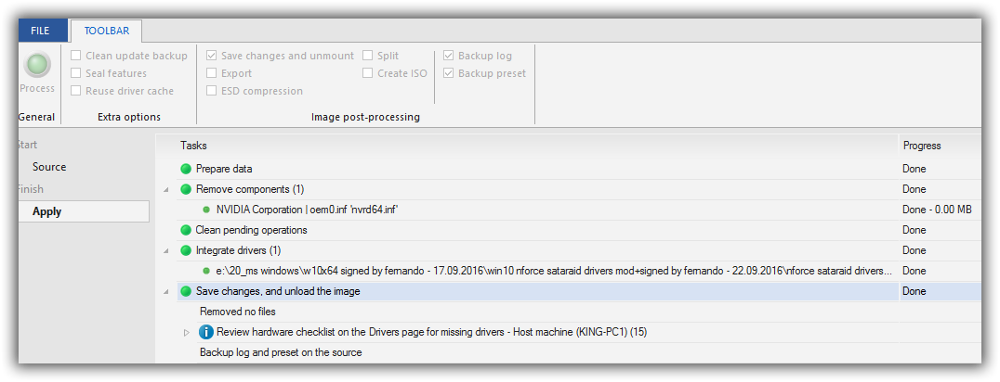 FILE TOOLBAR
Clean update backup Save changes and unmount Split Backup log
Seal features Export Create ISO Backup preset
Process Reuse driver cache ESD compression
General Extra options Image post-processing
Start Tasks Progress
Source Prepare data Done
Finish Remove components (1) Done
Apply NVIDIA Corporation | oem0.inf 'nvrd64.inf' Done - 0.00 MB
Clean pending operations Done
Integrate drivers (1) Done
e:\20_ms windows\w10x64 signed by fernando - 17.09.2016\win10 nforce sataraid drivers mod+signed by fernando - 22.09.2016\nforce sataraid drivers... Done
Save changes, and unload the image Done
Removed no files
Review hardware checklist on the Drivers page for missing drivers - Host machine (KING-PC1) (15)
Backup log and preset on the source